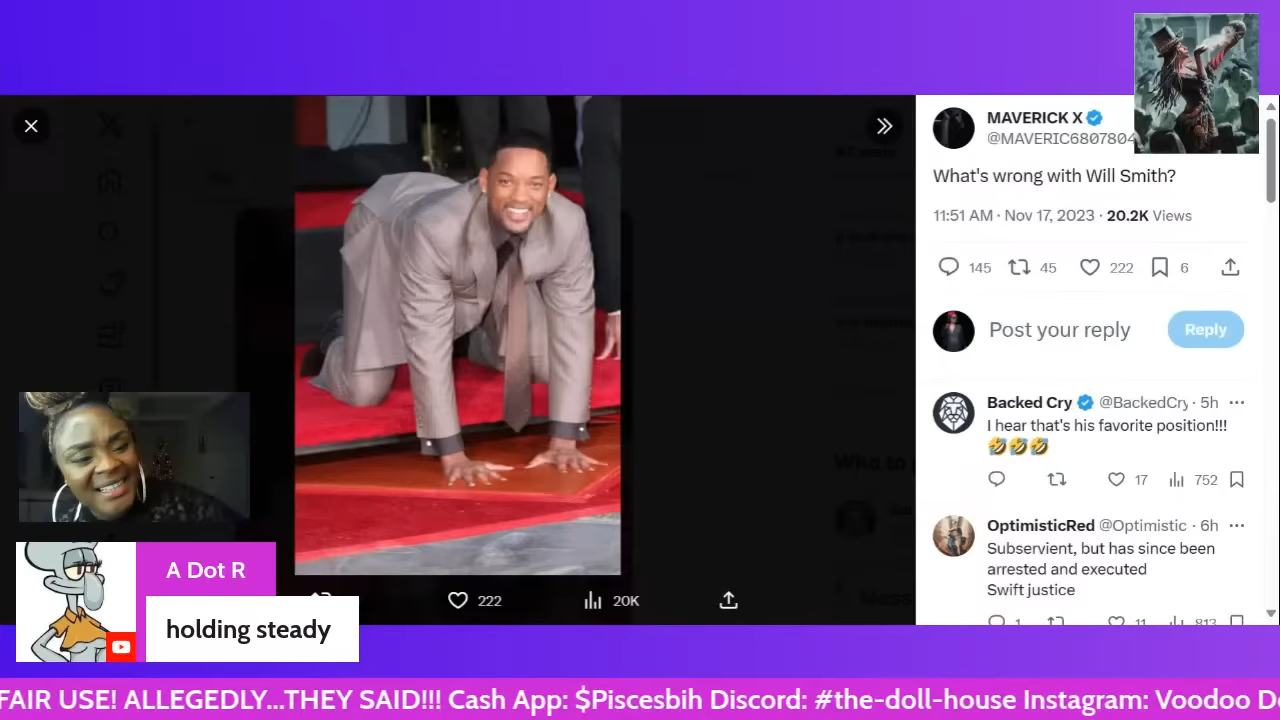 MAVERICK X
@MAVERIC6807804
What's wrong with Will Smith?
11:51 AM · Nov 17, 2023 · 20.2K Views
145 45 222 6
Post your reply
Reply
Backed Cry @BackedCry · 5h
I hear that's his favorite position!!!
🤣🤣🤣
17 752
OptimisticRed @Optimistic · 6h
Subservient, but has since been
arrested and executed
Swift justice
1 11 813
222 20K
A Dot R
holding steady
FAIR USE! ALLEGEDLY...THEY SAID!!! Cash App: $Piscesbih Discord: #the-doll-house Instagram: Voodoo